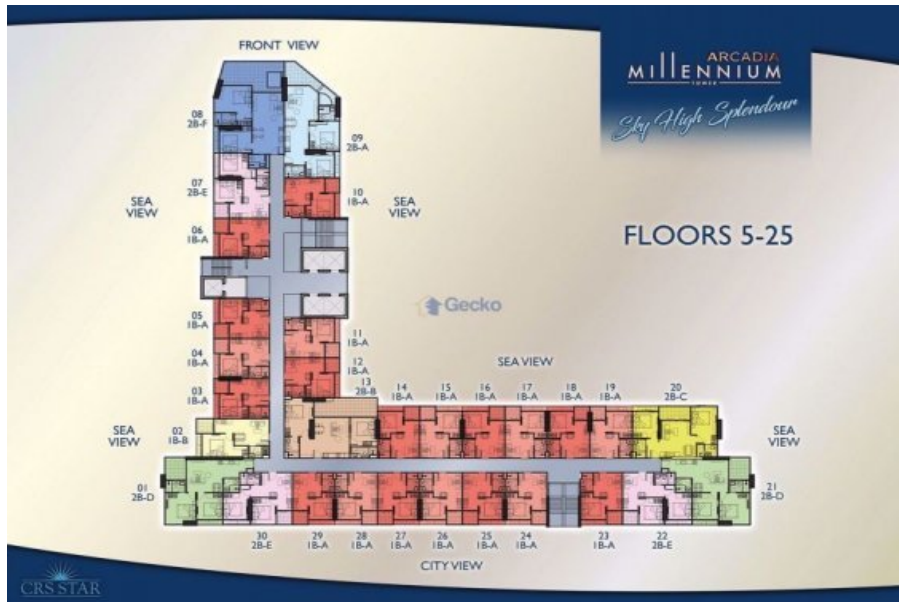 FRONT VIEW
ARCADIA
MILLENNIUM
TOWER
Sky High Splendour
08
2B-F
09
2B-A
07
2B-E
10
1B-A
SEA
VIEW
SEA
VIEW
06
1B-A
FLOORS 5-25
Gecko
05
1B-A
11
1B-A
04
1B-A
12
1B-A
SEA VIEW
03
1B-A
13
2B-B
14
1B-A
15
1B-A
16
1B-A
17
1B-A
18
1B-A
19
1B-A
20
2B-C
SEA
VIEW
02
1B-B
SEA
VIEW
01
2B-D
21
2B-D
30
2B-E
29
1B-A
28
1B-A
27
1B-A
26
1B-A
25
1B-A
24
1B-A
23
1B-A
22
2B-E
CITY VIEW
CRS STAR